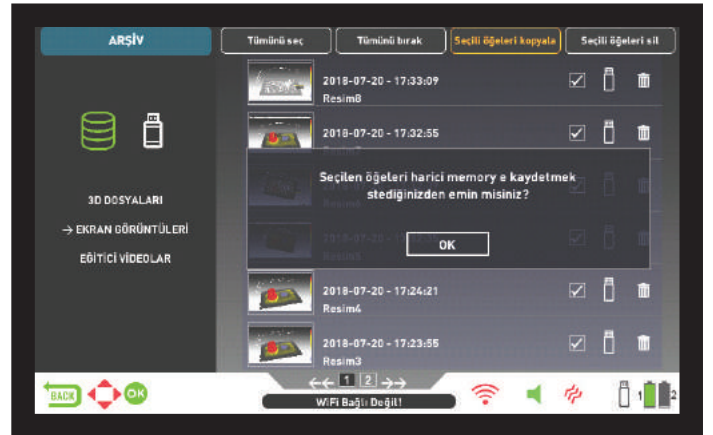 ARŞİV
Tümünü seç
Tümünü bırak
Seçili öğeleri kopyala
Seçili öğeleri sil
2018-07-20 - 17:33:09
Resim8
2018-07-20 - 17:32:55
Seçilen öğeleri harici memory e kaydetmek
stediğinizden emin misiniz?
OK
3D DOSYALARI
→ EKRAN GÖRÜNTÜLERİ
EĞİTİCİ VİDEOLAR
2018-07-20 - 17:24:21
Resim4
2018-07-20 - 17:23:55
Resim3
←← 1 2 →→
BACK
OK
WiFi Bağlı Değil!
1
2